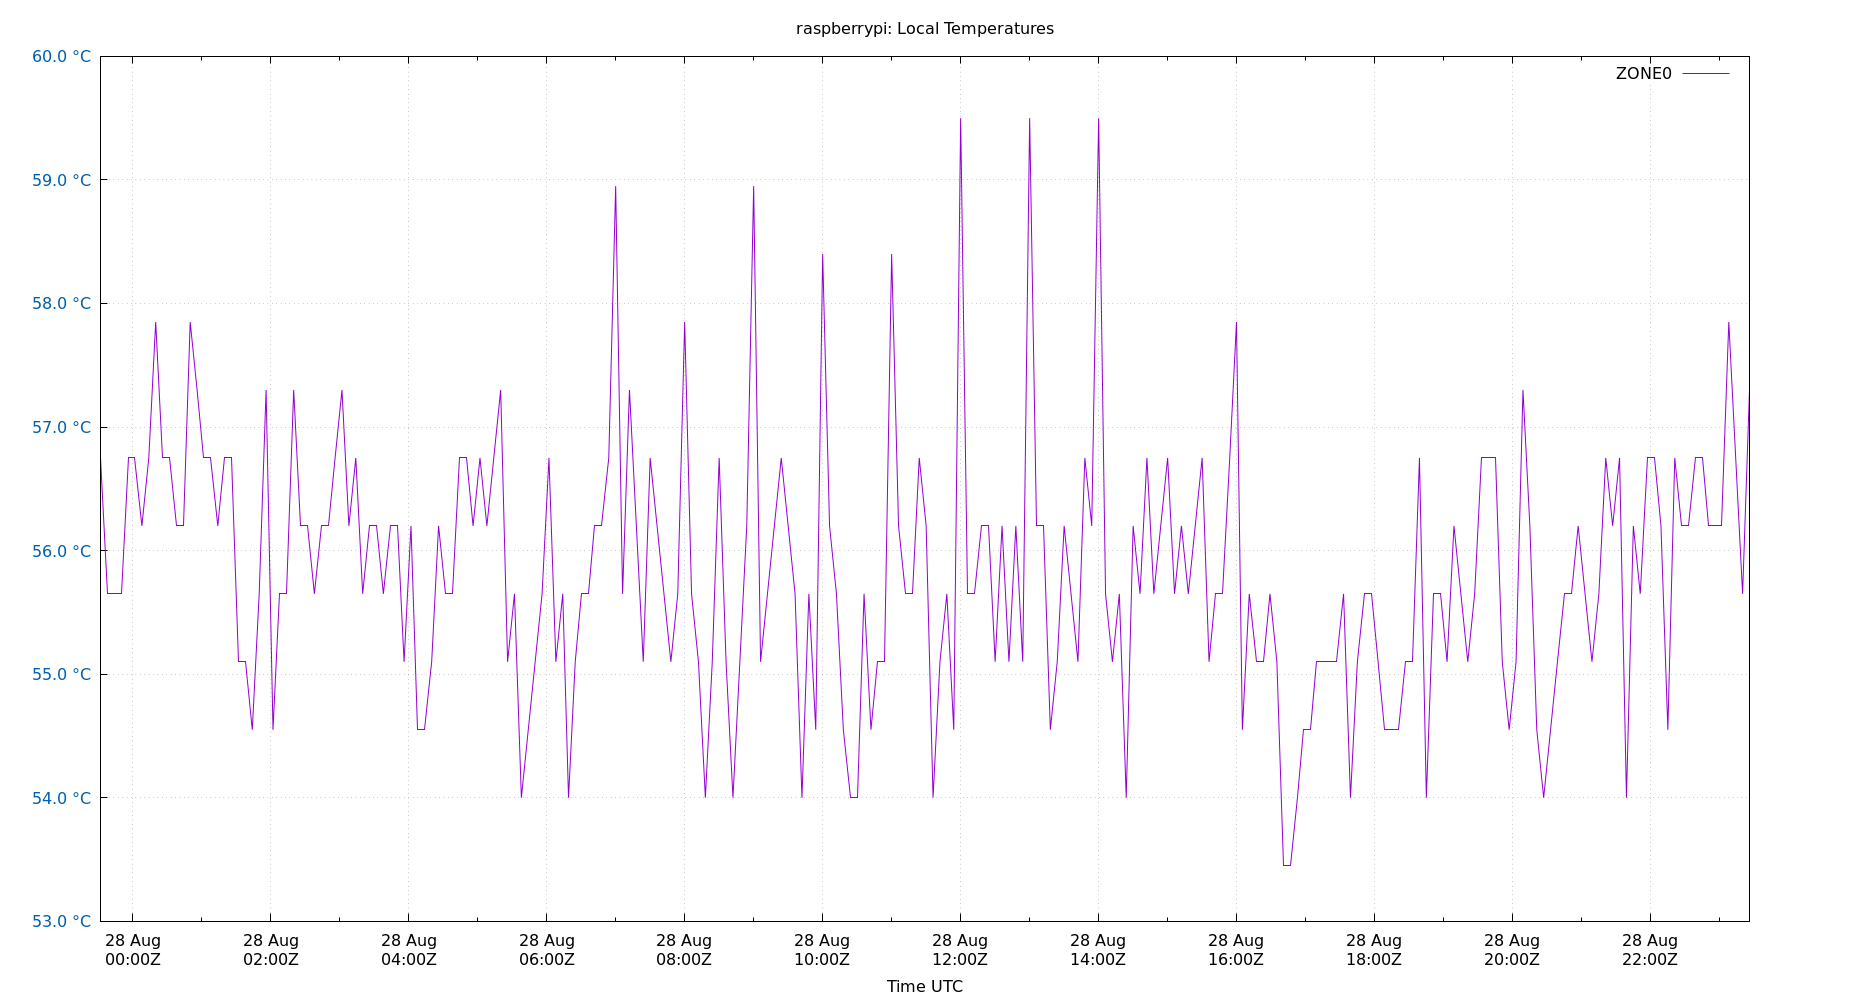 raspberrypi: Local Temperatures
ZONE0
60.0 °C
59.0 °C
58.0 °C
57.0 °C
56.0 °C
55.0 °C
54.0 °C
53.0 °C
28 Aug 28 Aug 28 Aug 28 Aug 28 Aug 28 Aug 28 Aug 28 Aug 28 Aug 28 Aug 28 Aug 28 Aug
00:00Z 02:00Z 04:00Z 06:00Z 08:00Z 10:00Z 12:00Z 14:00Z 16:00Z 18:00Z 20:00Z 22:00Z
Time UTC